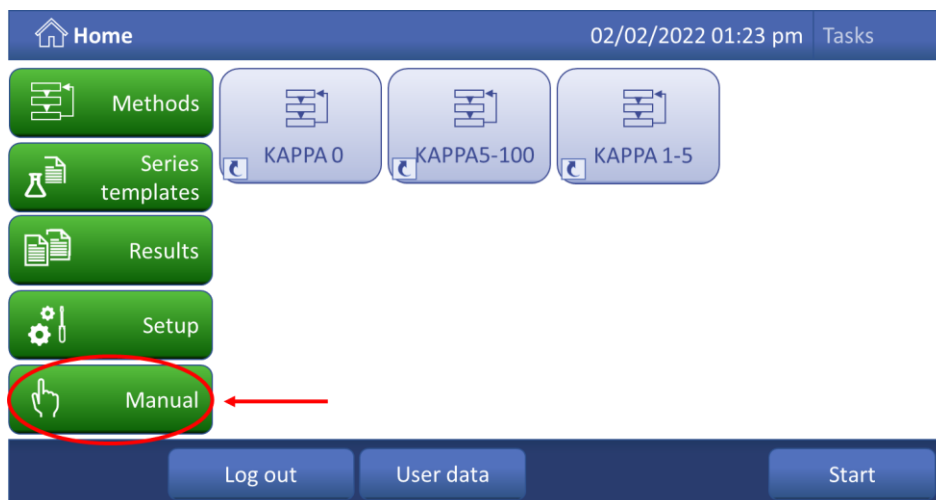 Home
02/02/2022 01:23 pm
Tasks
Methods
Series
templates
Results
Setup
Manual
KAPPA 0
KAPPA5-100
KAPPA 1-5
Log out
User data
Start